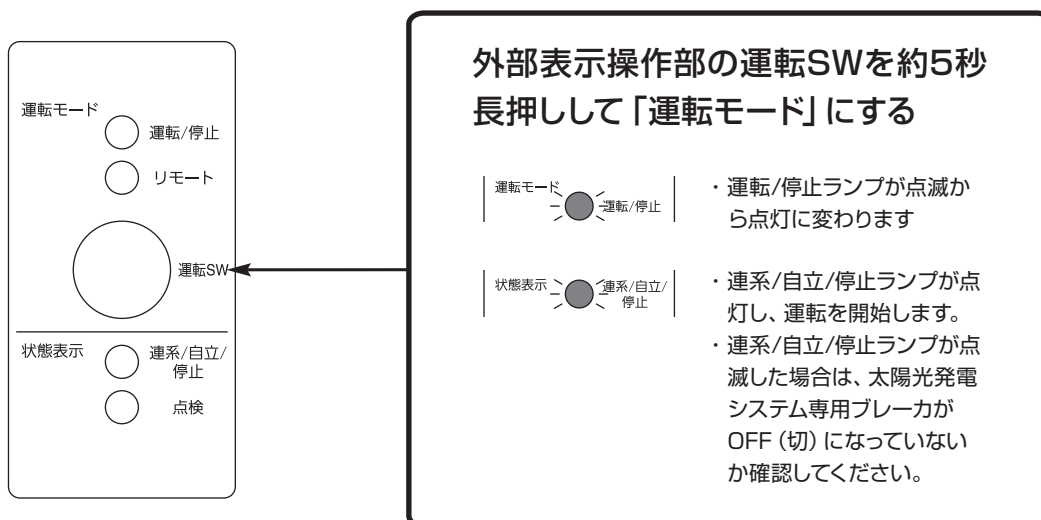 運転モード
運転/停止
リモート
運転SW
状態表示
連系/自立/
停止
点検
外部表示操作部の運転SWを約5秒
長押しして「運転モード」にする
運転モード
運転/停止
・運転/停止ランプが点滅か
ら点灯に変わります
状態表示
連系/自立/
停止
・連系/自立/停止ランプが点
灯し、運転を開始します。
・連系/自立/停止ランプが点
滅した場合は、太陽光発電
システム専用ブレーカが
OFF（切）になっていない
か確認してください。